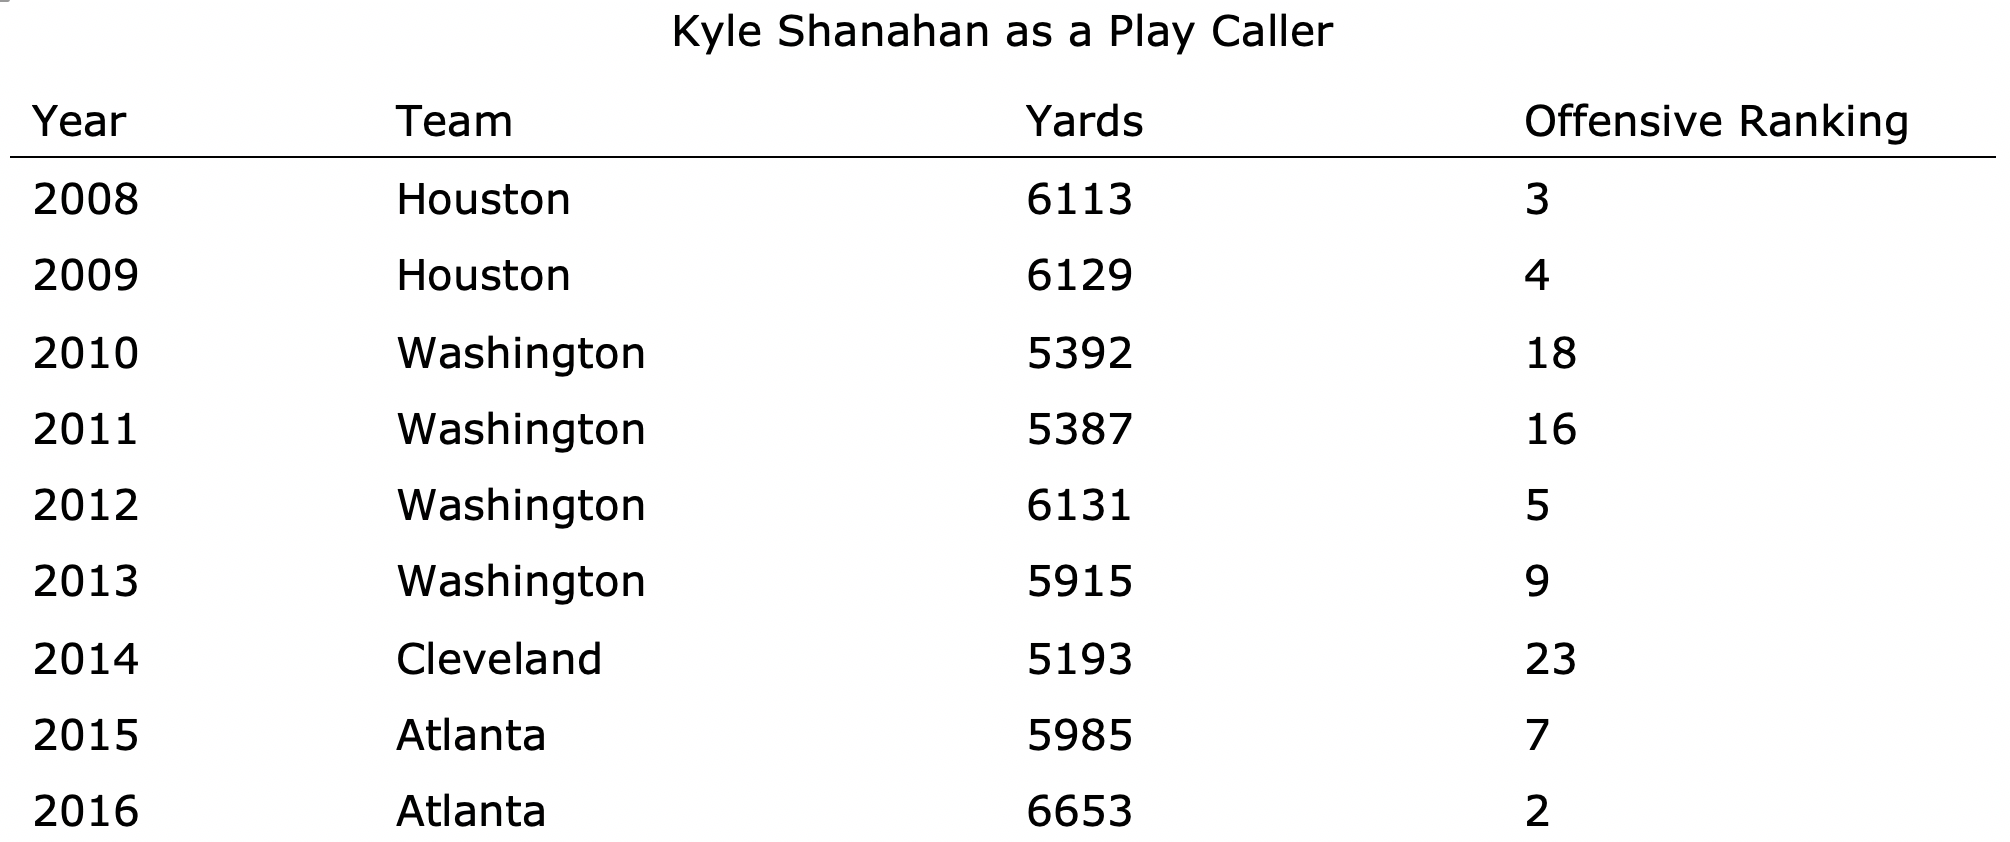 Kyle Shanahan as a Play Caller
Year Team Yards Offensive Ranking
2008 Houston 6113 3
2009 Houston 6129 4
2010 Washington 5392 18
2011 Washington 5387 16
2012 Washington 6131 5
2013 Washington 5915 9
2014 Cleveland 5193 23
2015 Atlanta 5985 7
2016 Atlanta 6653 2